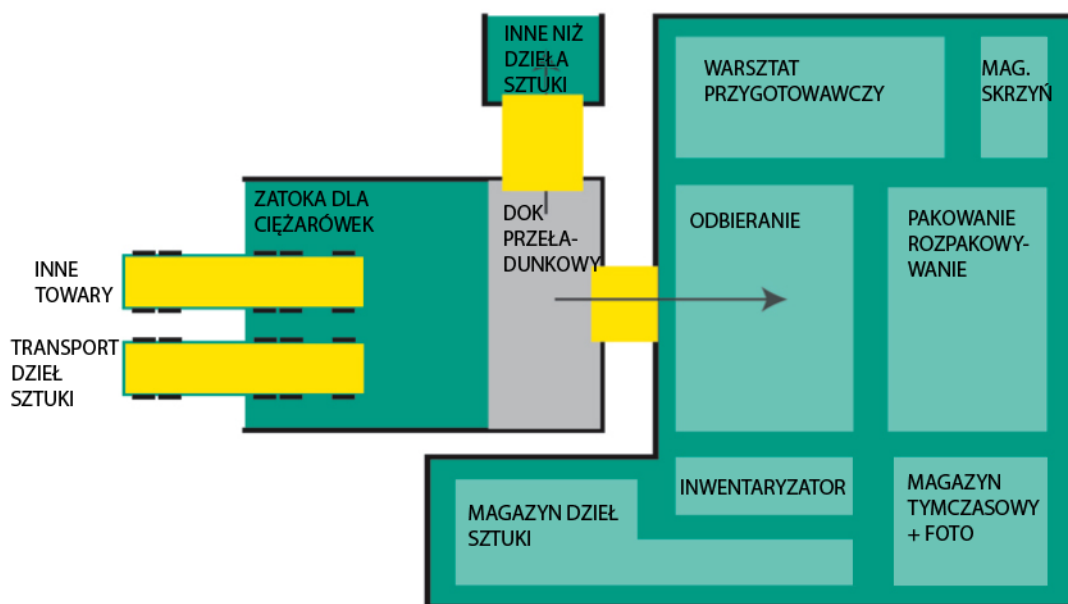 INNE NIŻ
DZIEŁA
SZTUKI
WARSZTAT
PRZYGOTOWAWCZY
MAG.
SKRZYŃ
ZATOKA DLA
CIĘŻARÓWEK
DOK
PRZEŁA-
DUNKOWY
ODBIERANIE
PAKOWANIE
ROZPAKOWY-
WANIE
INNE
TOWARY
TRANSPORT
DZIEŁ
SZTUKI
INWENTARYZATOR
MAGAZYN
TYMCZASOWY
+ FOTO
MAGAZYN DZIEŁ
SZTUKI